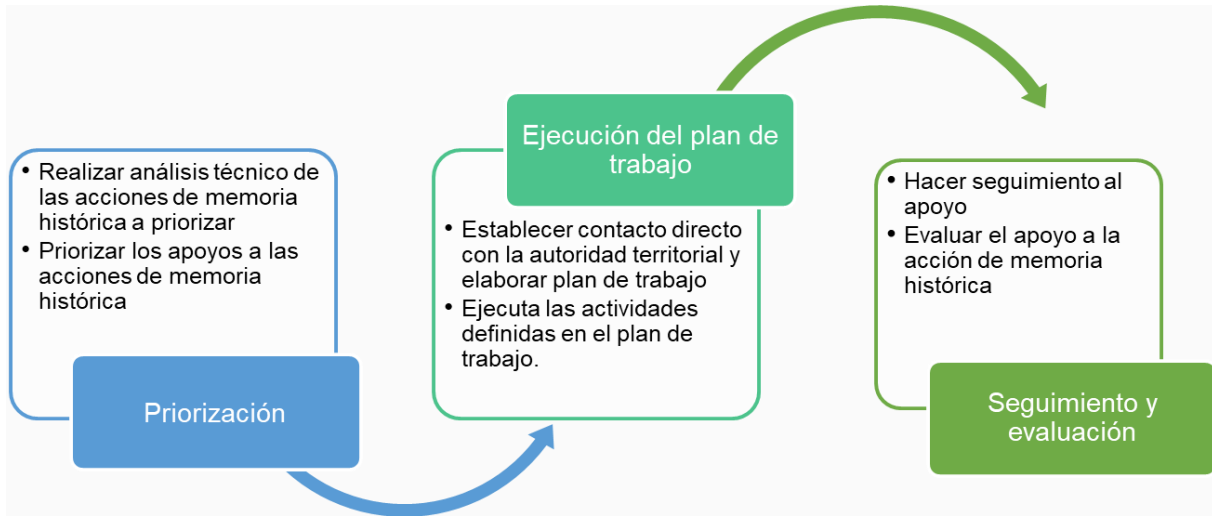 • Realizar análisis técnico de
las acciones de memoria
histórica a priorizar
• Priorizar los apoyos a las
acciones de memoria
histórica
Priorización
Ejecución del plan de
trabajo
• Establecer contacto directo
con la autoridad territorial y
elaborar plan de trabajo
• Ejecuta las actividades
definidas en el plan de
trabajo.
• Hacer seguimiento al
apoyo
• Evaluar el apoyo a la
acción de memoria
histórica
Seguimiento y
evaluación